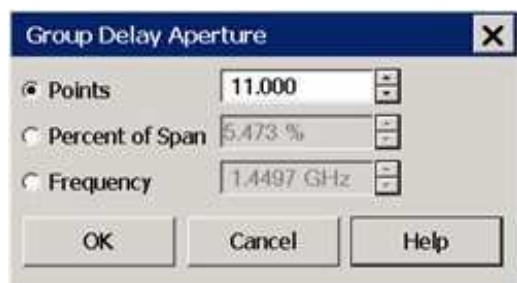 Group Delay Aperture
Points 11.000
Percent of Span 5.473 %
Frequency 1.4497 GHz
OK Cancel Help